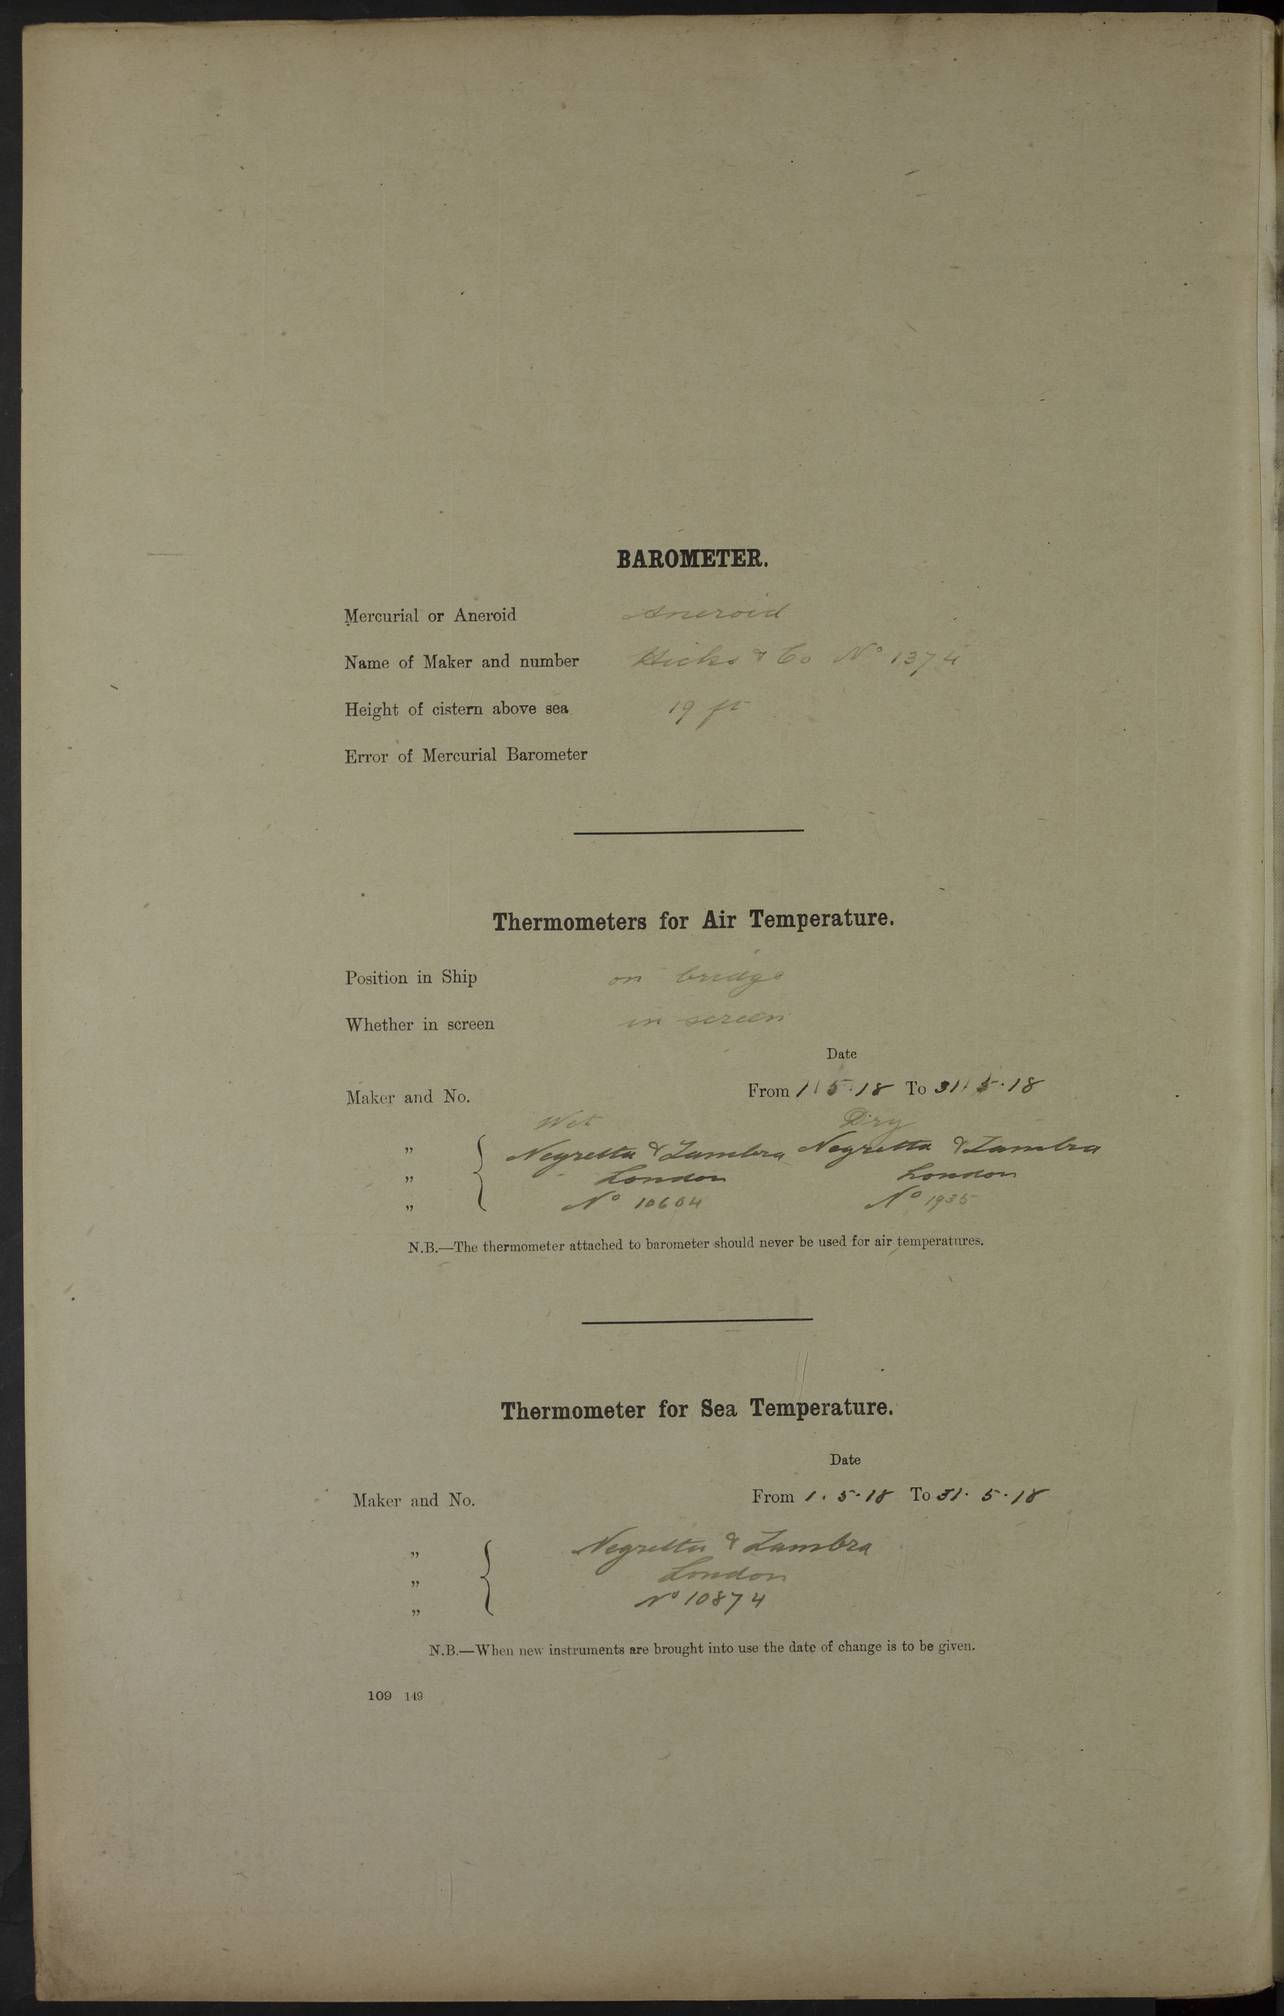 BAROMETER.
Mercurial or Aneroid Aneroid
Name of Maker and number Hicks & Co No 1374
Height of cistern above sea 19 ft
Error of Mercurial Barometer
Thermometers for Air Temperature.
Position in Ship on bridge
Whether in screen in screen
Date
Maker and No. From 1 5.18 To 31 5.18
Wet Dry
„ Negretta & Zambra Negretta & Zambra
„ London London
„ No 10604 No 1935
N.B.—The thermometer attached to barometer should never be used for air temperatures.
Thermometer for Sea Temperature.
Date
Maker and No. From 1. 5.18 To 31. 5.18
„ Negretta & Zambra
„ London
„ No 10874
N.B.—When new instruments are brought into use the date of change is to be given.
109 149